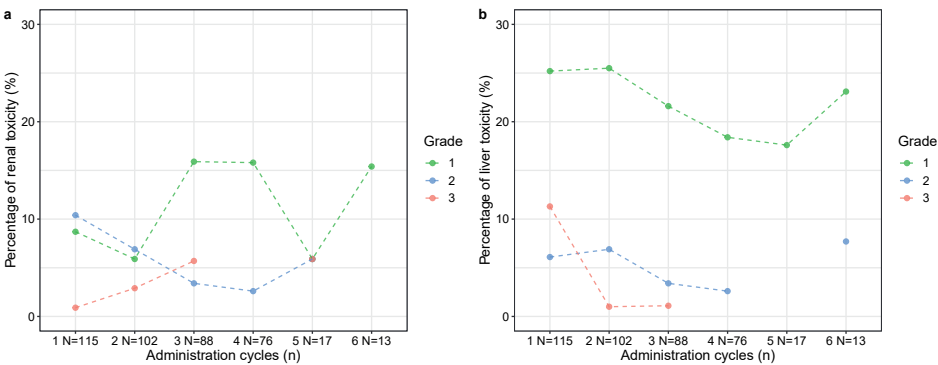 a
Percentage of renal toxicity (%)
30
20
10
0
1 N=115 2 N=102 3 N=88 4 N=76 5 N=17 6 N=13
Administration cycles (n)
Grade
1
2
3
b
Percentage of liver toxicity (%)
30
20
10
0
1 N=115 2 N=102 3 N=88 4 N=76 5 N=17 6 N=13
Administration cycles (n)
Grade
1
2
3